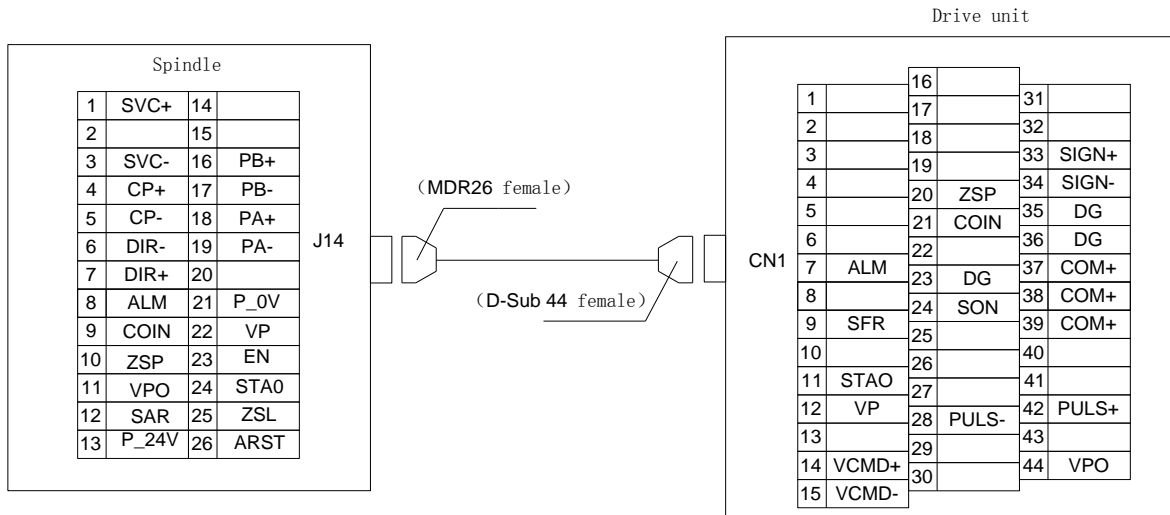 Drive unit
Spindle
1 SVC+ 14
2 15
3 SVC- 16 PB+
4 CP+ 17 PB-
5 CP- 18 PA+
6 DIR- 19 PA-
7 DIR+ 20
8 ALM 21 P_0V
9 COIN 22 VP
10 ZSP 23 EN
11 VPO 24 STA0
12 SAR 25 ZSL
13 P_24V 26 ARST
J14
（MDR26 female）
（D-Sub 44 female）
CN1
1
2
3
4
5
6
7 ALM
8
9 SFR
10
11 STAO
12 VP
13
14 VCMD+
15 VCMD-
16
17
18
19
20 ZSP
21 COIN
22
23 DG
24 SON
25
26
27
28 PULS-
29
30
31
32
33 SIGN+
34 SIGN-
35 DG
36 DG
37 COM+
38 COM+
39 COM+
40
41
42 PULS+
43
44 VPO